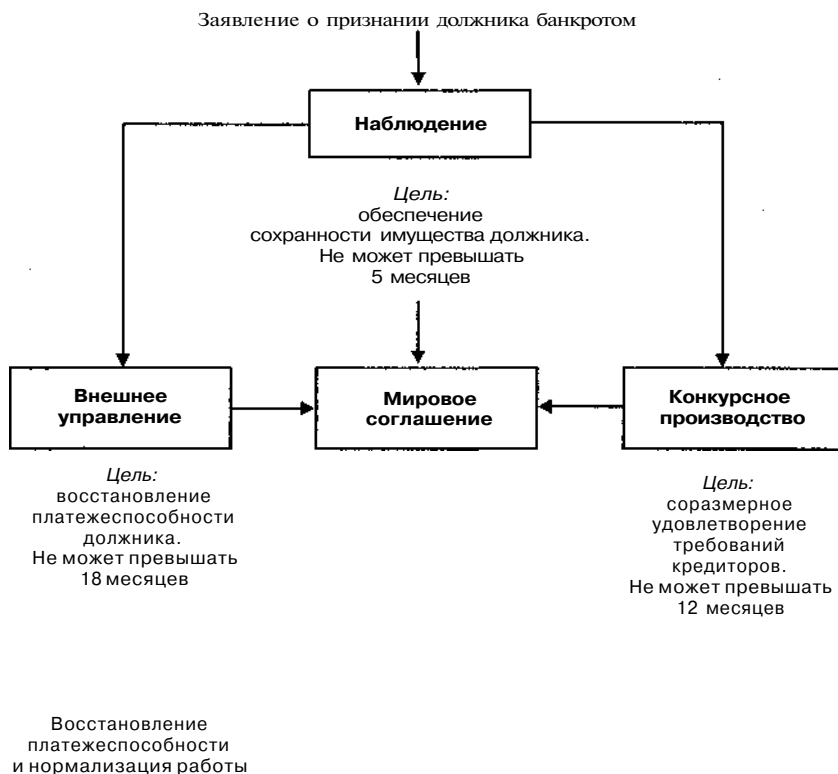 Заявление о признании должника банкротом
Наблюдение
Цель:
обеспечение
сохранности имущества должника.
Не может превышать
5 месяцев
Внешнее
управление
Мировое
соглашение
Конкурсное
производство
Цель:
восстановление
платежеспособности
должника.
Не может превышать
18 месяцев
Цель:
соразмерное
удовлетворение
требований
кредиторов.
Не может превышать
12 месяцев
Восстановление
платежеспособности
и нормализация работы